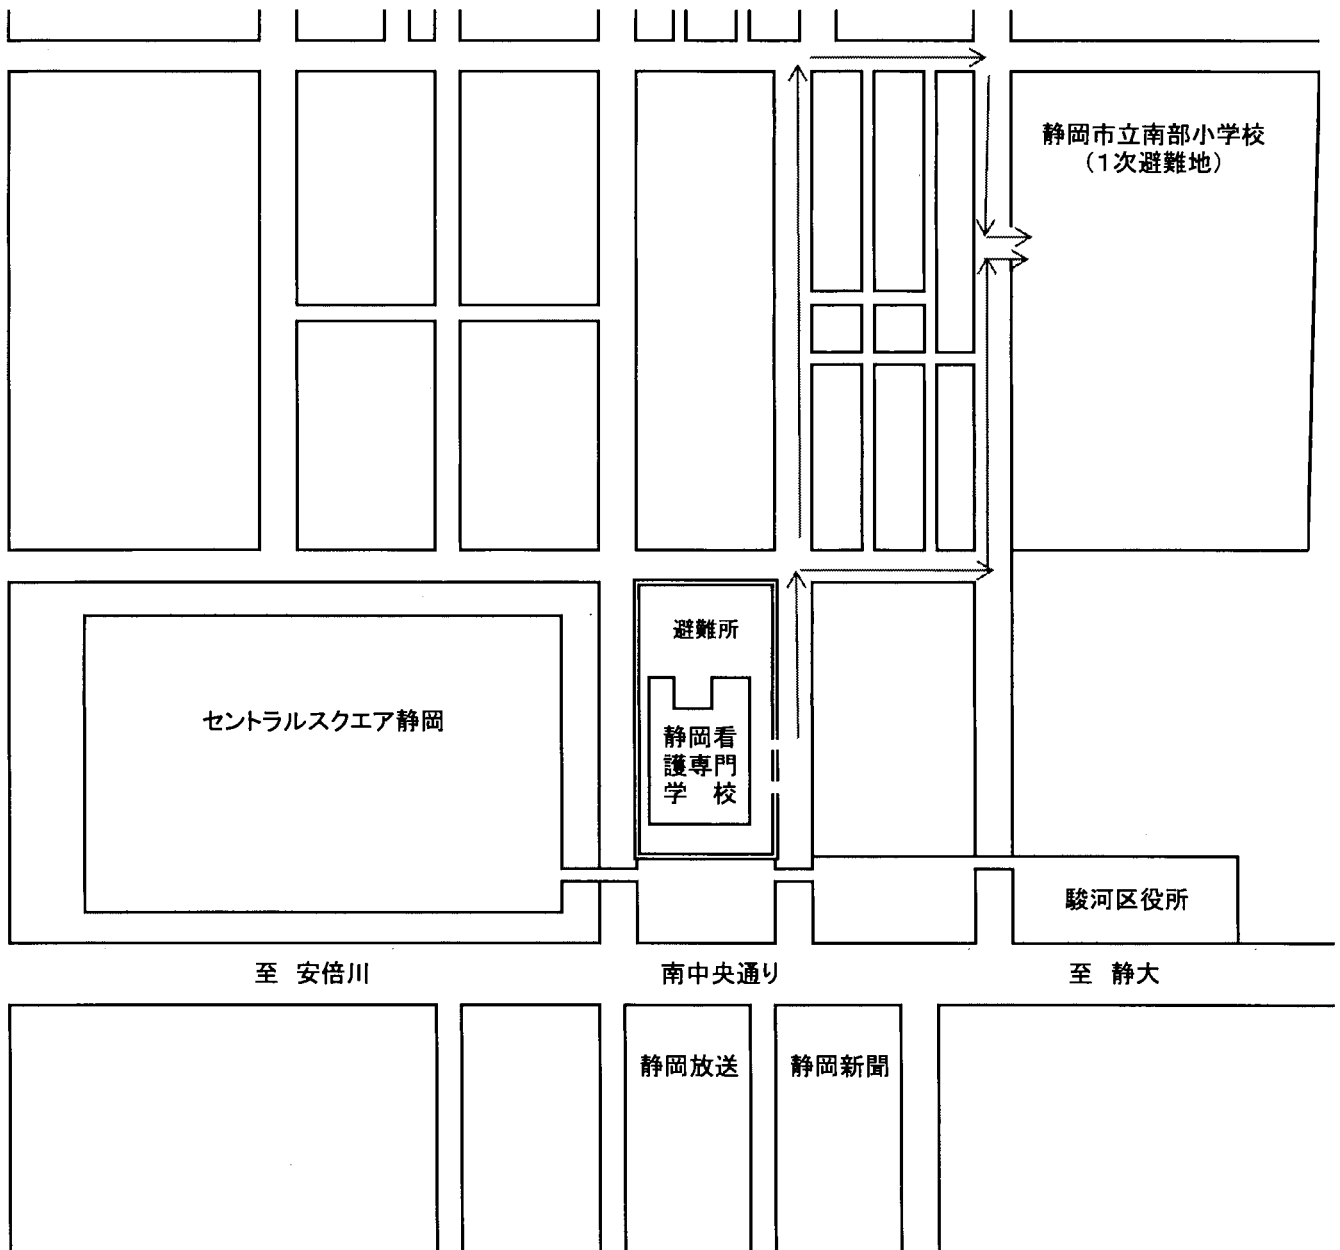 静岡市立南部小学校
（1次避難地）
避難所
セントラルスクエア静岡
静岡看
護専門
学　校
駿河区役所
至　安倍川
南中央通り
至　静大
静岡放送
静岡新聞